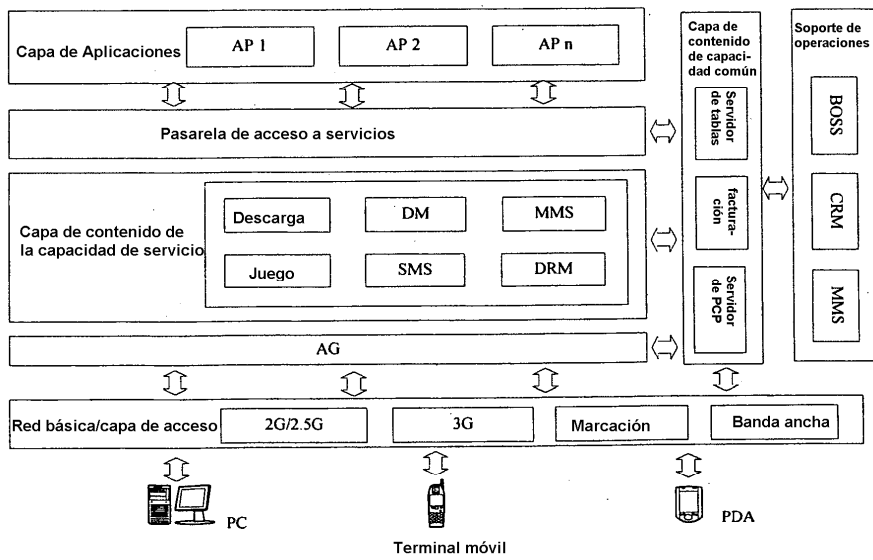 Capa de Aplicaciones
AP 1
AP 2
AP n
Capa de
contenido
de capaci-
dad común
Soporte de
operaciones
Pasarela de acceso a servicios
Servidor
de tablas
BOSS
Capa de contenido de
la capacidad de servicio
Descarga
DM
MMS
Juego
SMS
DRM
factura-
ción
CRM
Servidor
de PCP
MMS
AG
Red básica/capa de acceso
2G/2.5G
3G
Marcación
Banda ancha
PC
PDA
Terminal móvil